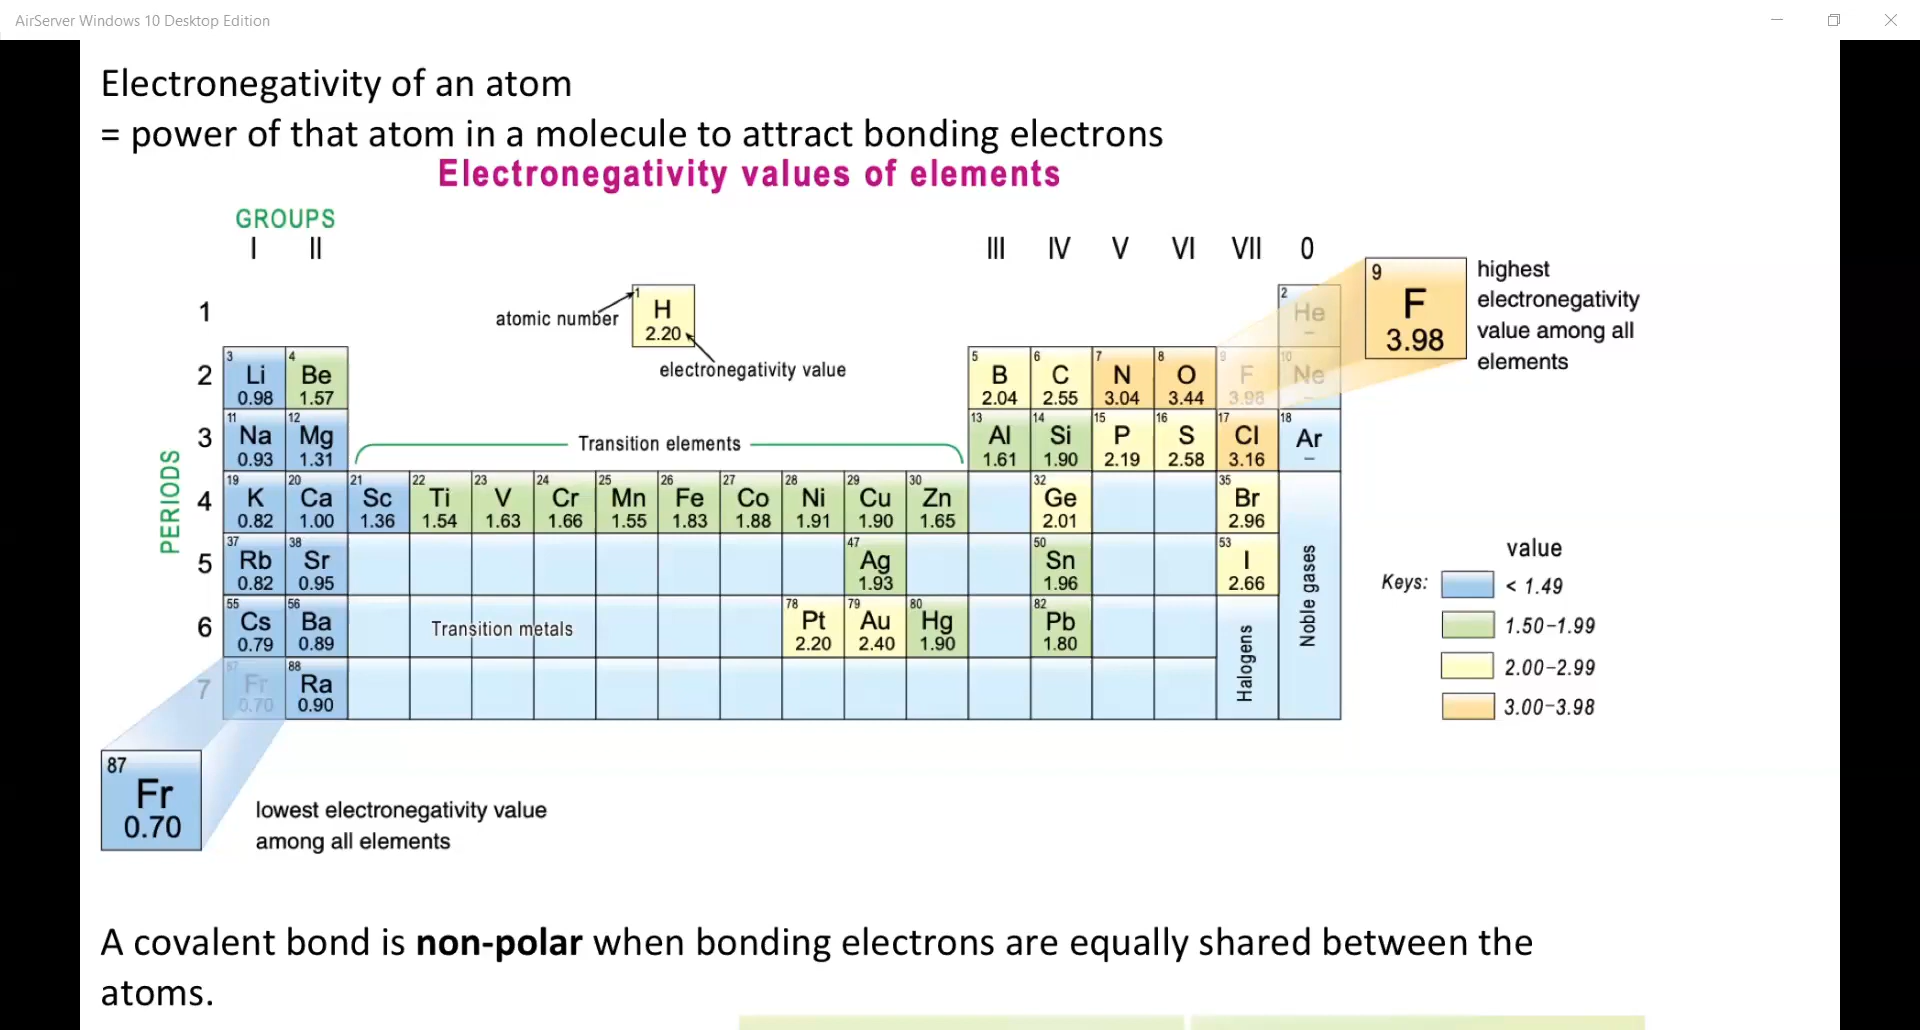 AirServer Windows 10 Desktop Edition
Electronegativity of an atom
= power of that atom in a molecule to attract bonding electrons
Electronegativity values of elements
GROUPS
I II III IV V VI VII 0
PERIODS
1
atomic number
1 H 2.20
electronegativity value
2 He –
9 F 3.98
highest
electronegativity
value among all
elements
2
3 Li 0.98
4 Be 1.57
5 B 2.04
6 C 2.55
7 N 3.04
8 O 3.44
9 F 3.98
10 Ne –
3
11 Na 0.93
12 Mg 1.31
Transition elements
13 Al 1.61
14 Si 1.90
15 P 2.19
16 S 2.58
17 Cl 3.16
18 Ar –
4
19 K 0.82
20 Ca 1.00
21 Sc 1.36
22 Ti 1.54
23 V 1.63
24 Cr 1.66
25 Mn 1.55
26 Fe 1.83
27 Co 1.88
28 Ni 1.91
29 Cu 1.90
30 Zn 1.65
32 Ge 2.01
35 Br 2.96
5
37 Rb 0.82
38 Sr 0.95
47 Ag 1.93
50 Sn 1.96
53 I 2.66
6
55 Cs 0.79
56 Ba 0.89
Transition metals
78 Pt 2.20
79 Au 2.40
80 Hg 1.90
82 Pb 1.80
Halogens
Noble gases
7
87 Fr 0.70
88 Ra 0.90
value
Keys:
< 1.49
1.50–1.99
2.00–2.99
3.00–3.98
87 Fr 0.70
lowest electronegativity value
among all elements
A covalent bond is non-polar when bonding electrons are equally shared between the
atoms.